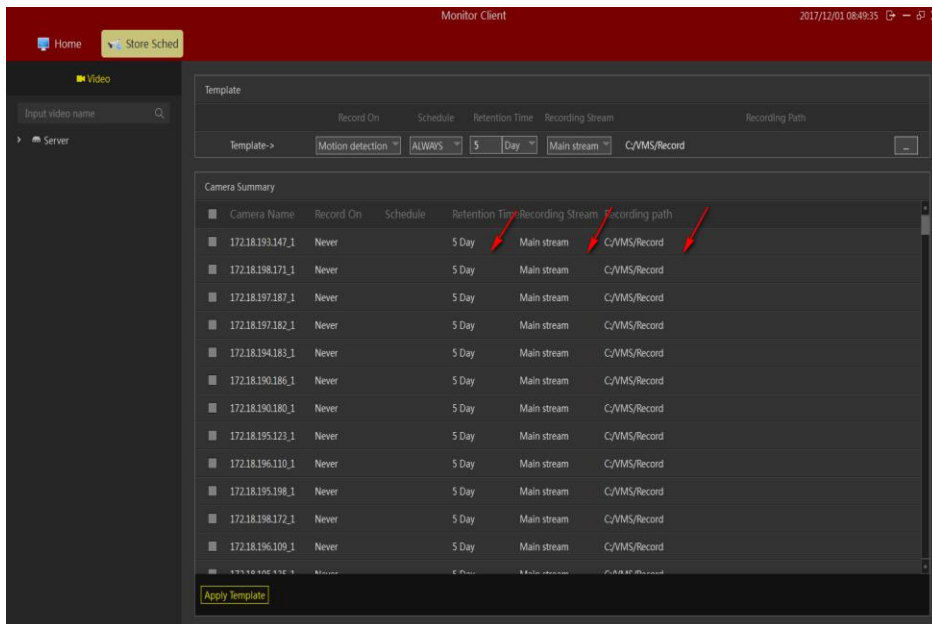 Monitor Client
2017/12/01 08:49:35
Home
Store Sched
Video
Input video name
Server
Template
Record On Schedule Retention Time Recording Stream Recording Path
Template-> Motion detection ALWAYS 5 Day Main stream C:/VMS/Record ...
Camera Summary
Camera Name Record On Schedule Retention Time Recording Stream Recording path
172.18.193.147_1 Never 5 Day Main stream C:/VMS/Record
172.18.198.171_1 Never 5 Day Main stream C:/VMS/Record
172.18.197.187_1 Never 5 Day Main stream C:/VMS/Record
172.18.197.182_1 Never 5 Day Main stream C:/VMS/Record
172.18.194.183_1 Never 5 Day Main stream C:/VMS/Record
172.18.190.186_1 Never 5 Day Main stream C:/VMS/Record
172.18.190.180_1 Never 5 Day Main stream C:/VMS/Record
172.18.195.123_1 Never 5 Day Main stream C:/VMS/Record
172.18.196.110_1 Never 5 Day Main stream C:/VMS/Record
172.18.195.198_1 Never 5 Day Main stream C:/VMS/Record
172.18.198.172_1 Never 5 Day Main stream C:/VMS/Record
172.18.196.109_1 Never 5 Day Main stream C:/VMS/Record
Apply Template